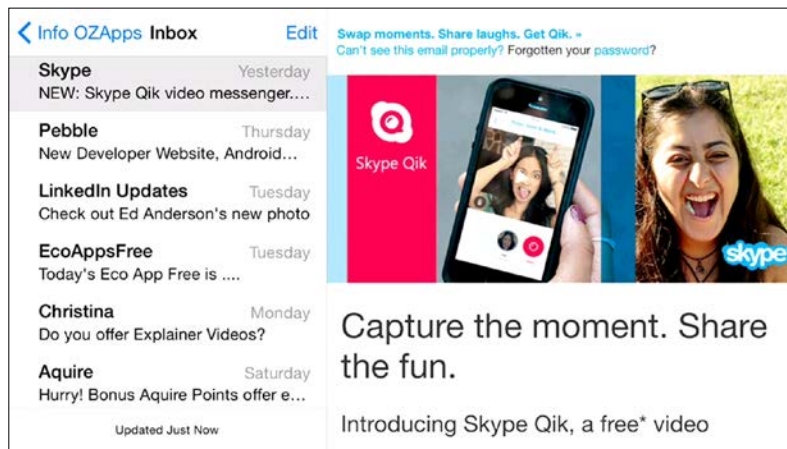 Info OZApps Inbox Edit
Skype Yesterday
NEW: Skype Qik video messenger....
Pebble Thursday
New Developer Website, Android...
LinkedIn Updates Tuesday
Check out Ed Anderson's new photo
EcoAppsFree Tuesday
Today's Eco App Free is ....
Christina Monday
Do you offer Explainer Videos?
Aquire Saturday
Hurry! Bonus Aquire Points offer e...
Updated Just Now
Swap moments. Share laughs. Get Qik. »
Can't see this email properly? Forgotten your password?
Skype Qik
skype
Capture the moment. Share
the fun.
Introducing Skype Qik, a free* video